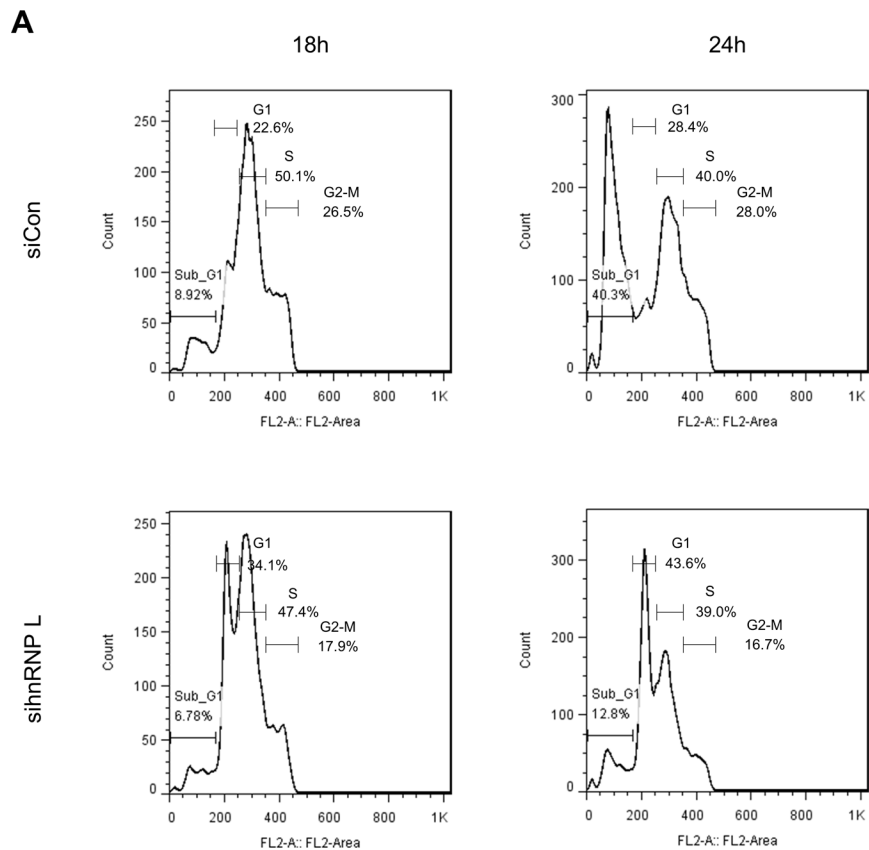 A
18h
24h
siCon
250
200
150
100
50
0
Count
G1
22.6%
S
50.1%
G2-M
26.5%
Sub_G1
8.92%
0 200 400 600 800 1K
FL2-A:: FL2-Area
300
200
100
0
Count
G1
28.4%
S
40.0%
G2-M
28.0%
Sub_G1
40.3%
0 200 400 600 800 1K
FL2-A:: FL2-Area
sihnRNP L
250
200
150
100
50
0
Count
G1
34.1%
S
47.4%
G2-M
17.9%
Sub_G1
6.78%
0 200 400 600 800 1K
FL2-A:: FL2-Area
300
200
100
0
Count
G1
43.6%
S
39.0%
G2-M
16.7%
Sub_G1
12.8%
0 200 400 600 800 1K
FL2-A:: FL2-Area